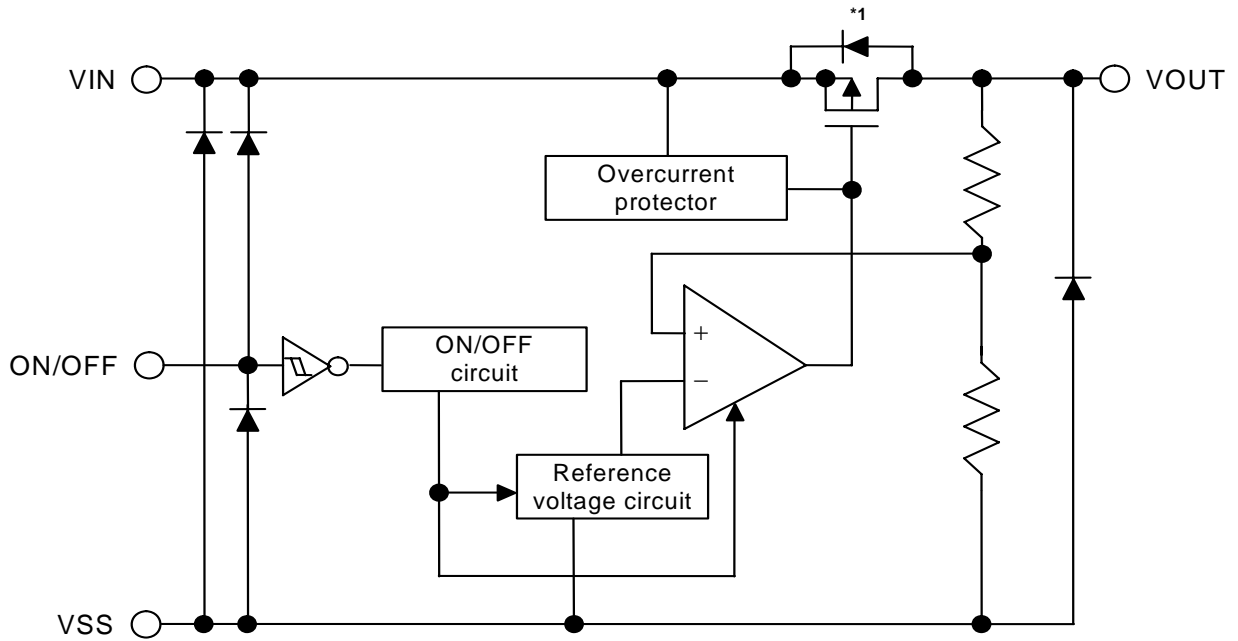 *1
VIN
VOUT
Overcurrent
protector
+
−
ON/OFF
ON/OFF
circuit
Reference
voltage circuit
VSS